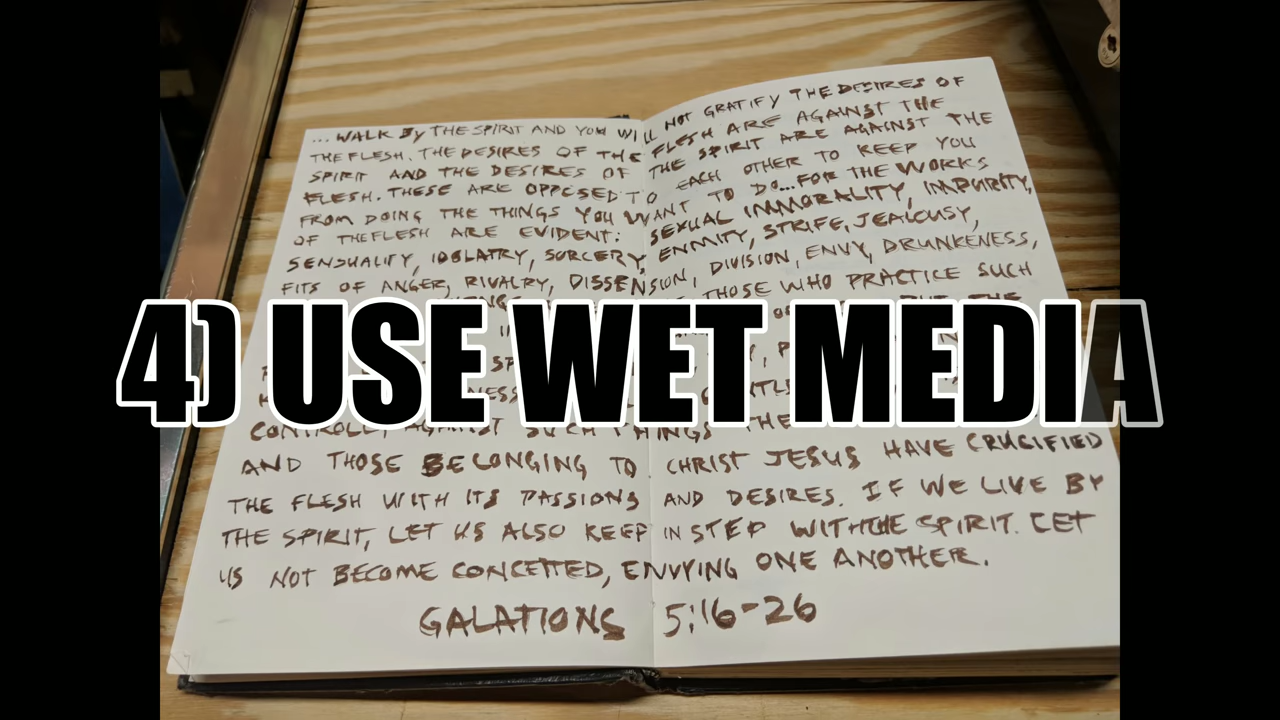 ... WALK BY THE SPIRIT AND YOU WILL NOT GRATIFY THE DESIRES OF
THE FLESH. THE DESIRES OF THE FLESH ARE AGAINST THE
SPIRIT AND THE DESIRES OF THE SPIRIT ARE AGAINST THE
FLESH. THESE ARE OPPOSED TO EACH OTHER TO KEEP YOU
FROM DOING THE THINGS YOU WANT TO DO... FOR THE WORKS
OF THE FLESH ARE EVIDENT: SEXUAL IMMORALITY, IMPURITY,
SENSUALITY, IDOLATRY, SORCERY, ENMITY, STRIFE, JEALOUSY,
FITS OF ANGER, RIVALRY, DISSENSION, DIVISION, ENVY, DRUNKENESS,
THOSE WHO PRACTICE SUCH
4) USE WET MEDIA
AGAINST SUCH THINGS THE
AND THOSE BELONGING TO CHRIST JESUS HAVE CRUCIFIED
THE FLESH WITH ITS PASSIONS AND DESIRES. IF WE LIVE BY
THE SPIRIT, LET US ALSO KEEP IN STEP WITH THE SPIRIT. LET
US NOT BECOME CONCEITED, ENVYING ONE ANOTHER.
GALATIONS 5:16-26